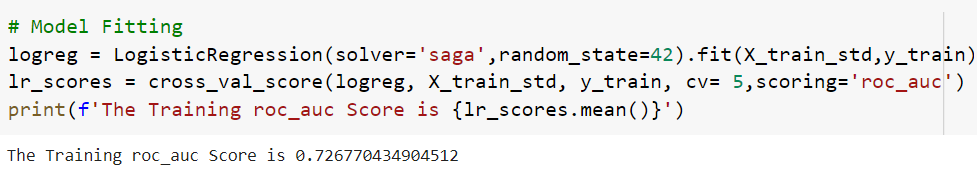 # Model Fitting
logreg = LogisticRegression(solver='saga',random_state=42).fit(X_train_std,y_train)
lr_scores = cross_val_score(logreg, X_train_std, y_train, cv= 5,scoring='roc_auc')
print(f'The Training roc_auc Score is {lr_scores.mean()}')
The Training roc_auc Score is 0.726770434904512